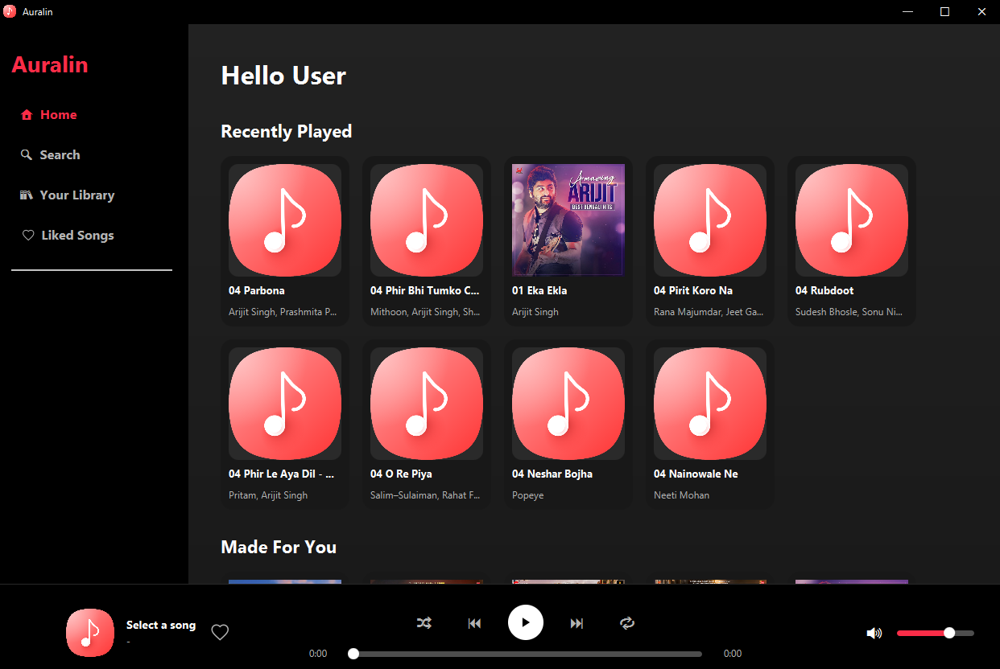 Auralin
Auralin
Home
Search
Your Library
Liked Songs
Hello User
Recently Played
Amazing
ARIJIT
BEST BENGALI HITS
04 Parbona
Arijit Singh, Prashmita P...
04 Phir Bhi Tumko C...
Mithoon, Arijit Singh, Sh...
01 Eka Ekla
Arijit Singh
04 Pirit Koro Na
Rana Majumdar, Jeet Ga...
04 Rubdoot
Sudesh Bhosle, Sonu Ni...
04 Phir Le Aya Dil - ...
Pritam, Arijit Singh
04 O Re Piya
Salim–Sulaiman, Rahat F...
04 Neshar Bojha
Popeye
04 Nainowale Ne
Neeti Mohan
Made For You
Select a song
-
0:00
0:00